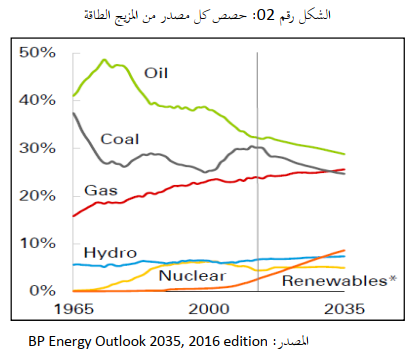 الشكل رقم 02: حصص كل مصدر من المزيج الطاقة
50%
Oil
40%
Coal
30%
Gas
20%
10%
Hydro
Nuclear
Renewables*
0%
1965 2000 2035
المصدر: BP Energy Outlook 2035, 2016 edition